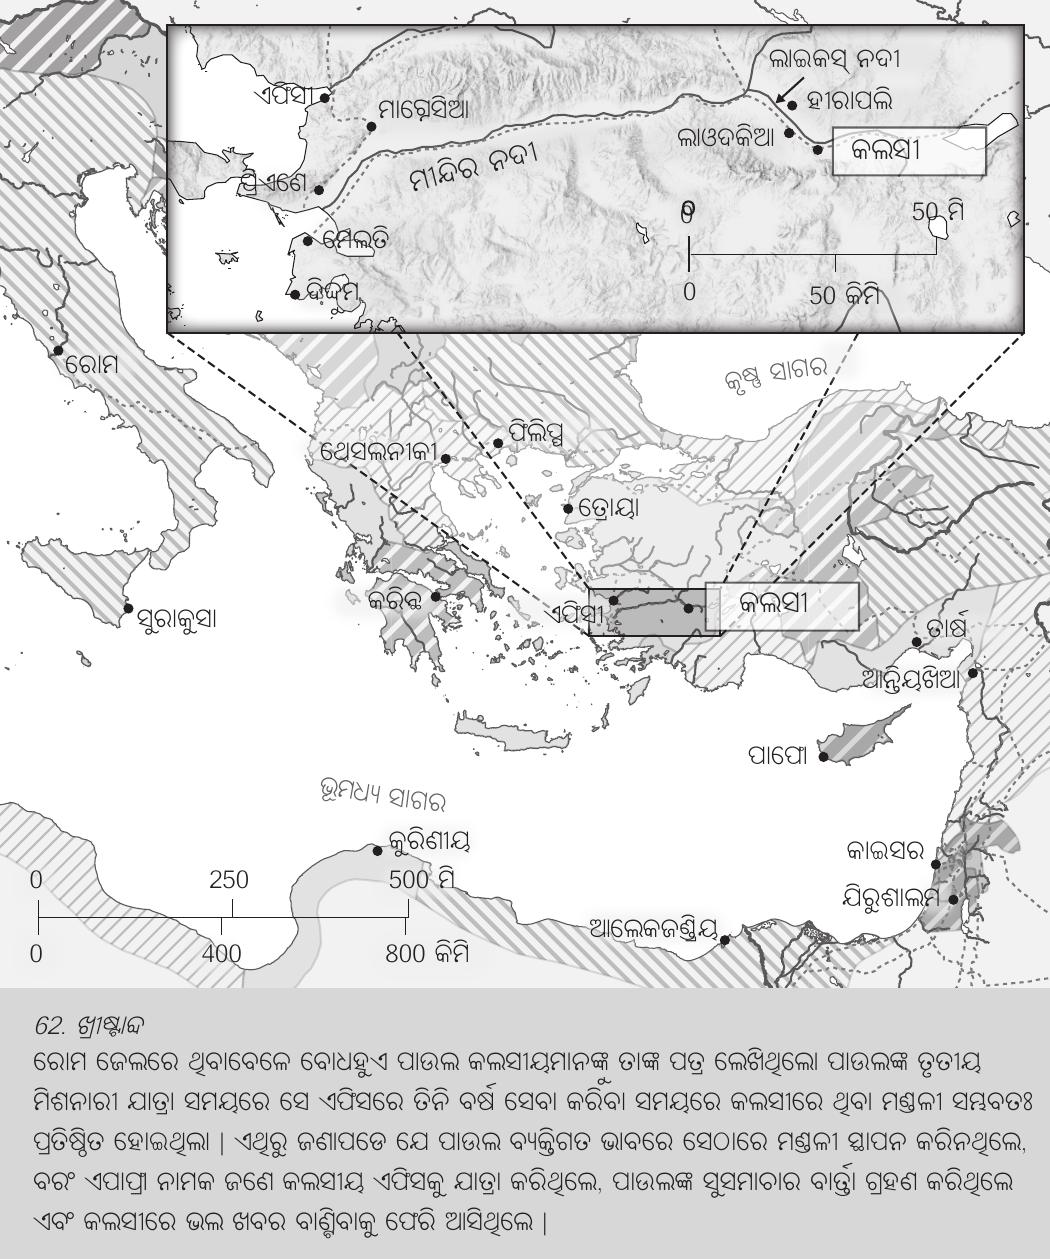 ଲାଇକସ୍ ନଦୀ
ଏଫିସୀ
ମାଗ୍ନେସିଆ
ହୀରାପଲି
ଲାଓଦକିଆ
କଲସୀ
ମୀନ୍ଦିର ନଦୀ
ପ୍ରିଏଣେ
ମେଲତି
ଦିଦୁମ
0 50 ମି
0 50 କିମି
ରୋମ
କୃଷ୍ଣ ସାଗର
ଫିଲିପ୍ପ
ଥେସଲନୀକୀ
ତ୍ରୋୟା
କରିନ୍ଥ
ଏଫିସୀ
କଲସୀ
ସୁରାକୁସା
ତାର୍ଷ
ଆନ୍ତିୟଖିଆ
ପାଫୋ
ଭୂମଧ୍ୟ ସାଗର
କୁରିଣୀୟ
କାଇସର
ଯିରୁଶାଲମ
ଆଲେକଜଣ୍ଡ୍ରିୟ
0 250 500 ମି
0 400 800 କିମି
62. ଖ୍ରୀଷ୍ଟାବ୍ଦ
ରୋମ ଜେଲରେ ଥିବାବେଳେ ବୋଧହୁଏ ପାଉଲ କଲସୀୟମାନଙ୍କୁ ତାଙ୍କ ପତ୍ର ଲେଖିଥିଲୋ ପାଉଲଙ୍କ ତୃତୀୟ
ମିଶନାରୀ ଯାତ୍ରା ସମୟରେ ସେ ଏଫିସରେ ତିନି ବର୍ଷ ସେବା କରିବା ସମୟରେ କଲସୀରେ ଥିବା ମଣ୍ଡଳୀ ସମ୍ଭବତଃ
ପ୍ରତିଷ୍ଠିତ ହୋଇଥିଲା | ଏଥିରୁ ଜଣାପଡେ ଯେ ପାଉଲ ବ୍ୟକ୍ତିଗତ ଭାବରେ ସେଠାରେ ମଣ୍ଡଳୀ ସ୍ଥାପନ କରିନଥିଲେ,
ବରଂ ଏପାଫ୍ରା ନାମକ ଜଣେ କଲସୀୟ ଏଫିସକୁ ଯାତ୍ରା କରିଥିଲେ, ପାଉଲଙ୍କ ସୁସମାଚାର ବାର୍ତ୍ତା ଗ୍ରହଣ କରିଥିଲେ
ଏବଂ କଲସୀରେ ଭଲ ଖବର ବାଣ୍ଟିବାକୁ ଫେରି ଆସିଥିଲେ |